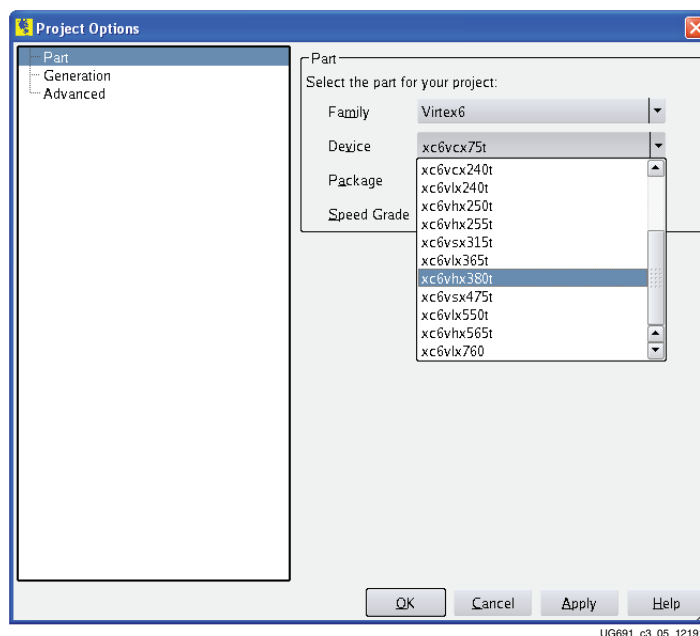 Project Options
Part
Generation
Advanced
Part
Select the part for your project:
Family Virtex6
Device xc6vcx75t
Package
Speed Grade
xc6vcx240t
xc6vlx240t
xc6vhx250t
xc6vhx255t
xc6vsx315t
xc6vlx365t
xc6vhx380t
xc6vsx475t
xc6vlx550t
xc6vhx565t
xc6vlx760
OK Cancel Apply Help
UG691_c3_05_1219